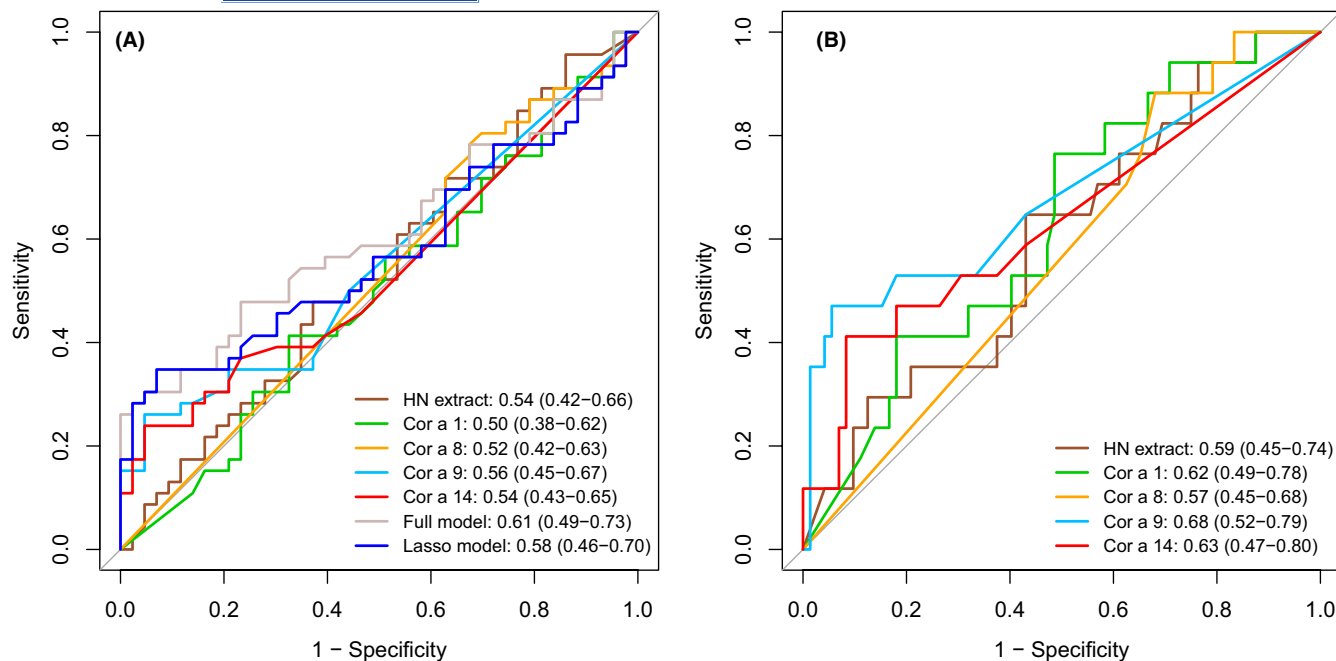 (A)
Sensitivity
1.0
0.8
0.6
0.4
0.2
0.0
HN extract: 0.54 (0.42−0.66)
Cor a 1: 0.50 (0.38−0.62)
Cor a 8: 0.52 (0.42−0.63)
Cor a 9: 0.56 (0.45−0.67)
Cor a 14: 0.54 (0.43−0.65)
Full model: 0.61 (0.49−0.73)
Lasso model: 0.58 (0.46−0.70)
0.0 0.2 0.4 0.6 0.8 1.0
1 − Specificity
(B)
Sensitivity
1.0
0.8
0.6
0.4
0.2
0.0
HN extract: 0.59 (0.45−0.74)
Cor a 1: 0.62 (0.49−0.78)
Cor a 8: 0.57 (0.45−0.68)
Cor a 9: 0.68 (0.52−0.79)
Cor a 14: 0.63 (0.47−0.80)
0.0 0.2 0.4 0.6 0.8 1.0
1 − Specificity